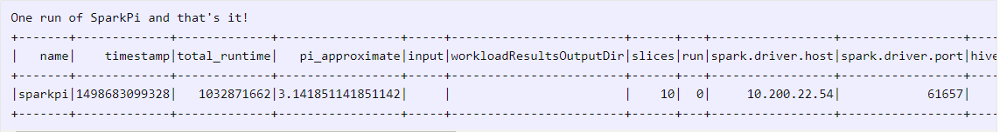 One run of SparkPi and that's it!
+-------+-------------+-------------+-----------------+-----+------------------------+------+---+-----------------+-----------------+----
|   name|    timestamp|total_runtime|   pi_approximate|input|workloadResultsOutputDir|slices|run|spark.driver.host|spark.driver.port|hive
+-------+-------------+-------------+-----------------+-----+------------------------+------+---+-----------------+-----------------+----
|sparkpi|1498683099328|   1032871662|3.141851141851142|     |                        |    10|  0|     10.200.22.54|            61657|
+-------+-------------+-------------+-----------------+-----+------------------------+------+---+-----------------+-----------------+----